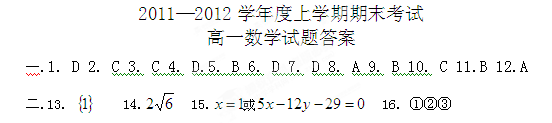 2011—2012 学年度上学期期末考试
高一数学试题答案
一.1. D 2. C 3. C 4. D.5. B 6. D 7. D 8. A 9. B 10. C 11.B 12.A
二.13. {1} 14. 2√6 15. x=1或5x−12y−29=0 16. ①②③